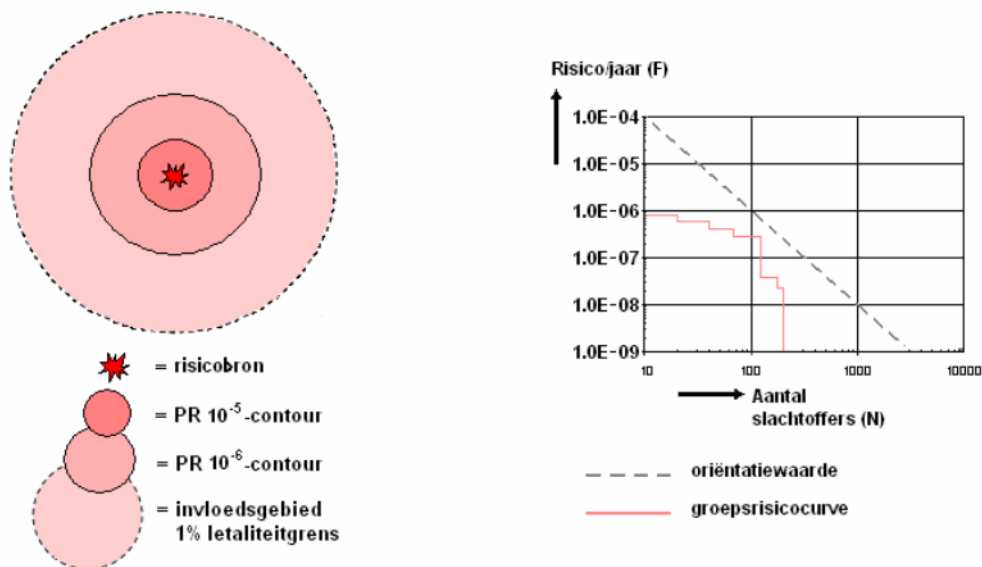 = risicobron
= PR 10⁻⁵-contour
= PR 10⁻⁶-contour
= invloedsgebied
1% letaliteitgrens
Risico/jaar (F)
1.0E-04
1.0E-05
1.0E-06
1.0E-07
1.0E-08
1.0E-09
10 100 1000 10000
Aantal
slachtoffers (N)
oriëntatiewaarde
groepsrisicocurve